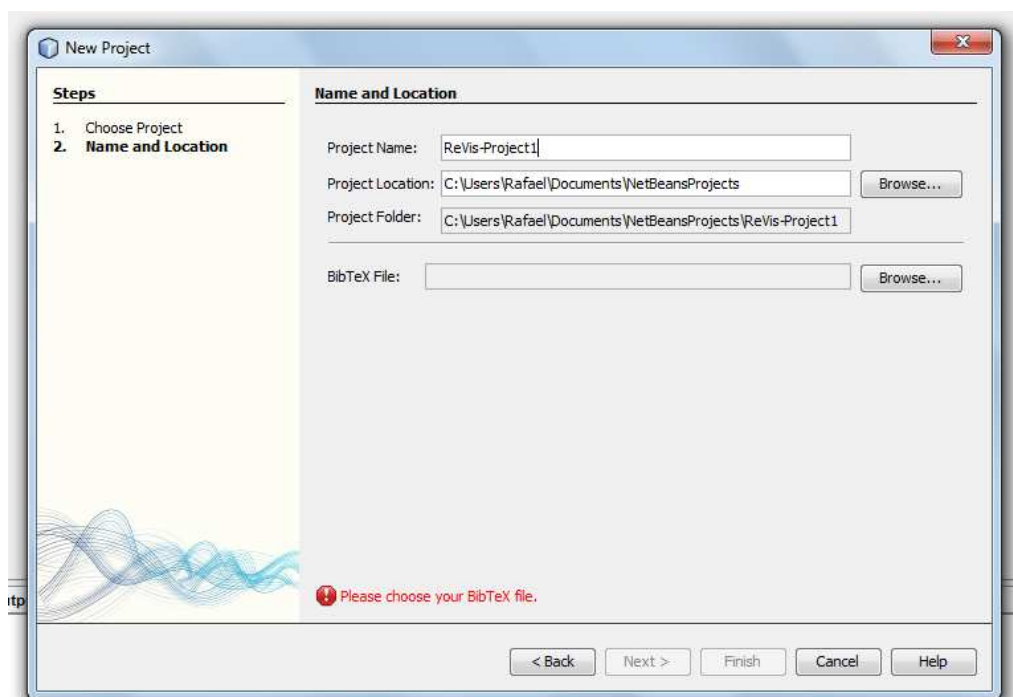 New Project
Steps
1. Choose Project
2. Name and Location
Name and Location
Project Name: ReVis-Project1
Project Location: C:\Users\Rafael\Documents\NetBeansProjects Browse...
Project Folder: C:\Users\Rafael\Documents\NetBeansProjects\ReVis-Project1
BibTeX File: Browse...
Please choose your BibTeX file.
utp
< Back Next > Finish Cancel Help